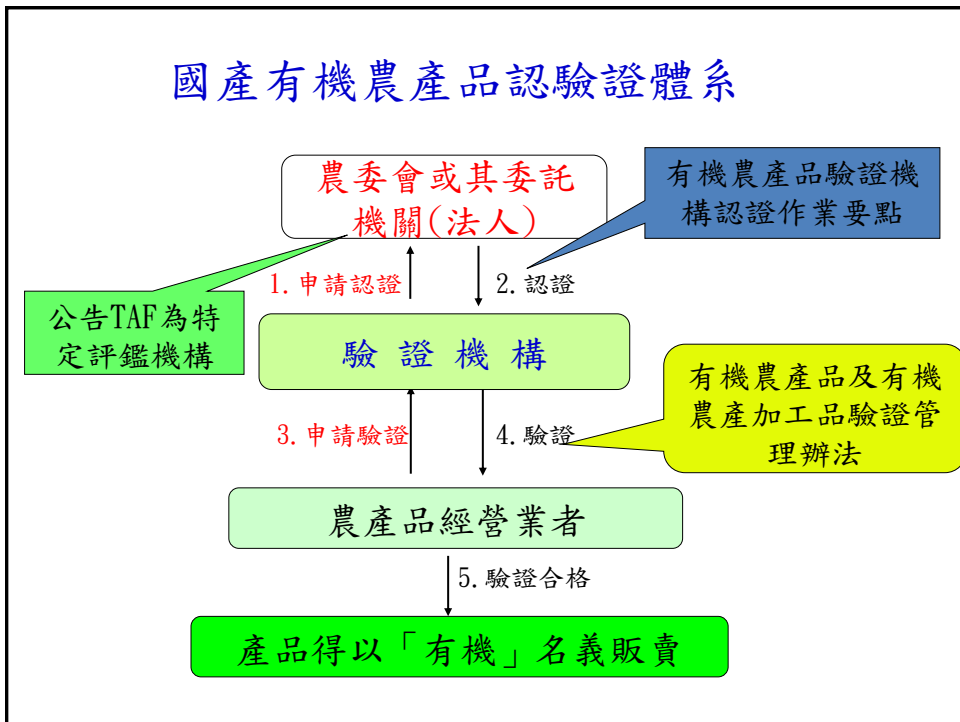 國產有機農產品認驗證體系
農委會或其委託
機關(法人)
有機農產品驗證機
構認證作業要點
1.申請認證
2.認證
公告TAF為特
定評鑑機構
驗證機構
有機農產品及有機
農產加工品驗證管
理辦法
3.申請驗證
4.驗證
農產品經營業者
5.驗證合格
產品得以「有機」名義販賣